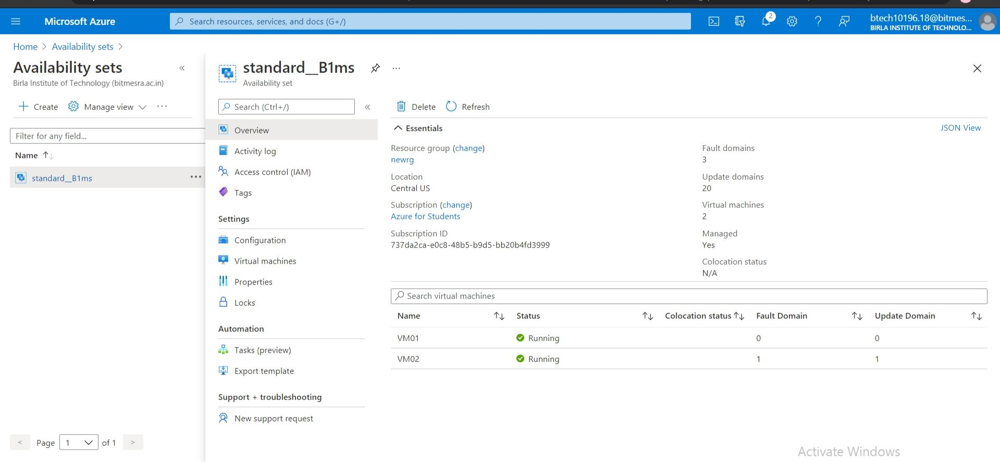 Microsoft Azure
Search resources, services, and docs (G+/)
2
btech10196.18@bitmes...
BIRLA INSTITUTE OF TECHNOLO...
Home > Availability sets >
Availability sets
Birla Institute of Technology (bitmesra.ac.in)
Create Manage view
Filter for any field...
Name
standard__B1ms
< Page 1 of 1 >
standard__B1ms
Availability set
Search (Ctrl+/)
Overview
Activity log
Access control (IAM)
Tags
Settings
Configuration
Virtual machines
Properties
Locks
Automation
Tasks (preview)
Export template
Support + troubleshooting
New support request
Delete Refresh
Essentials
JSON View
Resource group (change)
newrg
Location
Central US
Subscription (change)
Azure for Students
Subscription ID
737da2ca-e0c8-48b5-b9d5-bb20b4fd3999
Fault domains
3
Update domains
20
Virtual machines
2
Managed
Yes
Colocation status
N/A
Search virtual machines
Name Status Colocation status Fault Domain Update Domain
VM01 Running 0 0
VM02 Running 1 1
Activate Windows